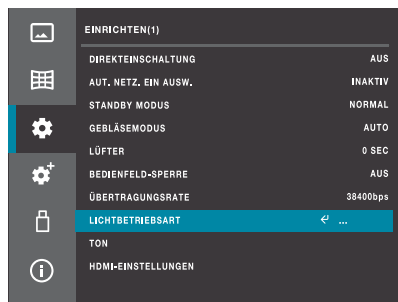 EINRICHTEN(1)
DIREKTEINSCHALTUNG AUS
AUT. NETZ. EIN AUSW. INAKTIV
STANDBY MODUS NORMAL
GEBLÄSEMODUS AUTO
LÜFTER 0 SEC
BEDIENFELD-SPERRE AUS
ÜBERTRAGUNGSRATE 38400bps
LICHTBETRIEBSART ...
TON
HDMI-EINSTELLUNGEN